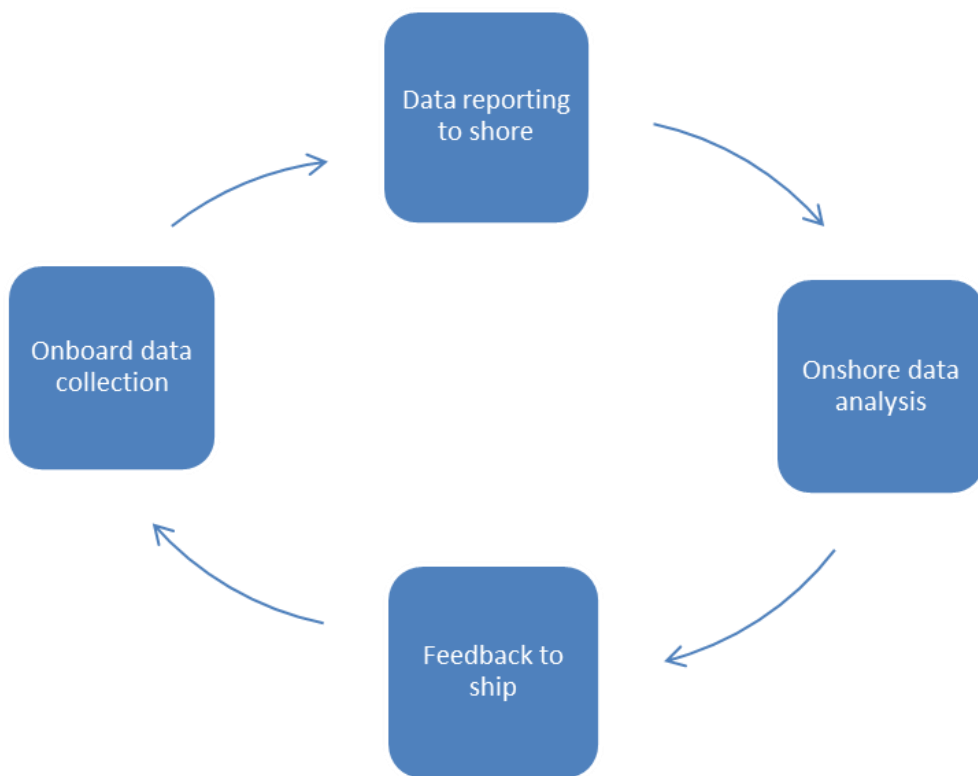 Data reporting
to shore
Onboard data
collection
Onshore data
analysis
Feedback to
ship